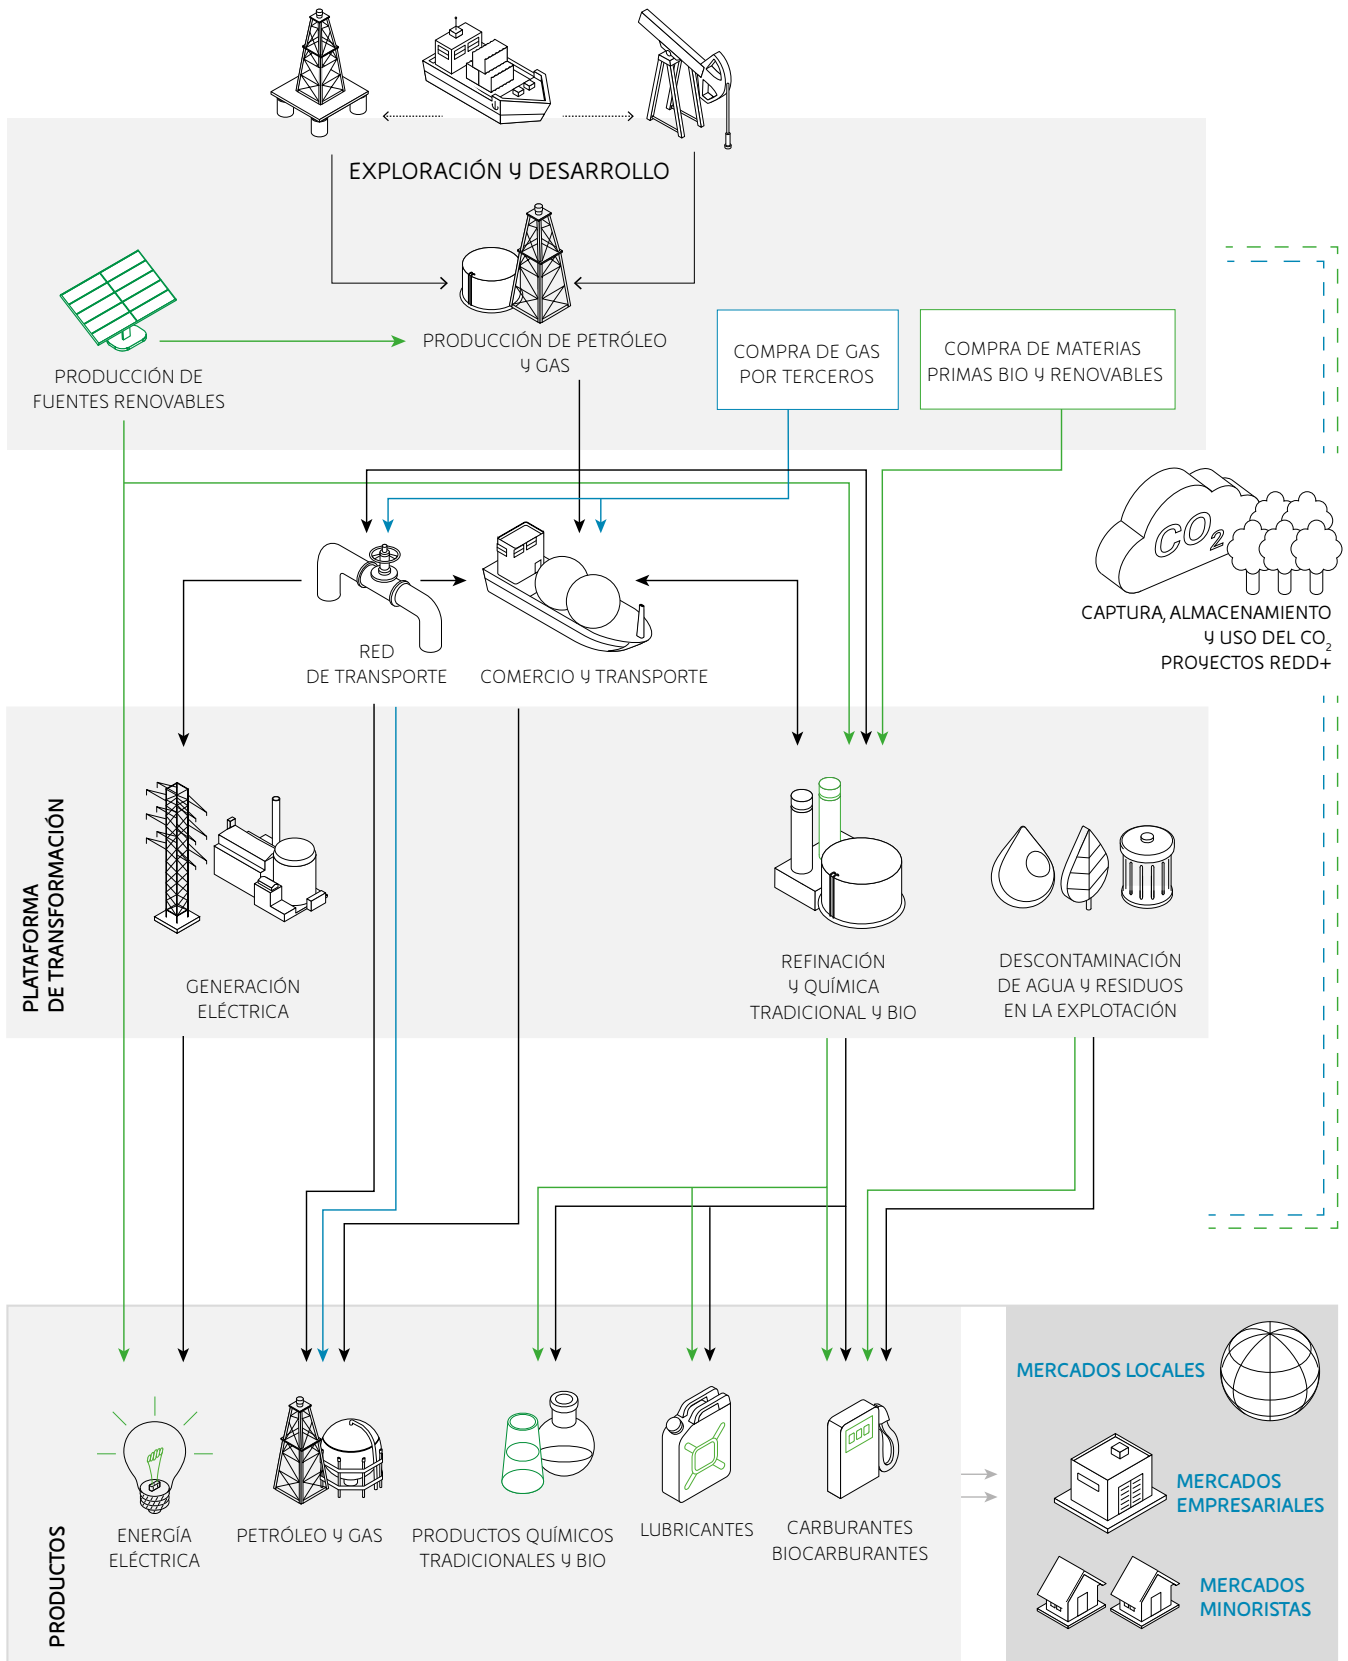 EXPLORACIÓN Y DESARROLLO
PRODUCCIÓN DE PETRÓLEO
Y GAS
PRODUCCIÓN DE
FUENTES RENOVABLES
COMPRA DE GAS
POR TERCEROS
COMPRA DE MATERIAS
PRIMAS BIO Y RENOVABLES
CO2
CAPTURA, ALMACENAMIENTO
Y USO DEL CO2
PROYECTOS REDD+
RED
DE TRANSPORTE
COMERCIO Y TRANSPORTE
PLATAFORMA
DE TRANSFORMACIÓN
GENERACIÓN
ELÉCTRICA
REFINACIÓN
Y QUÍMICA
TRADICIONAL Y BIO
DESCONTAMINACIÓN
DE AGUA Y RESIDUOS
EN LA EXPLOTACIÓN
PRODUCTOS
ENERGÍA
ELÉCTRICA
PETRÓLEO Y GAS
PRODUCTOS QUÍMICOS
TRADICIONALES Y BIO
LUBRICANTES
CARBURANTES
BIOCARBURANTES
MERCADOS LOCALES
MERCADOS
EMPRESARIALES
MERCADOS
MINORISTAS